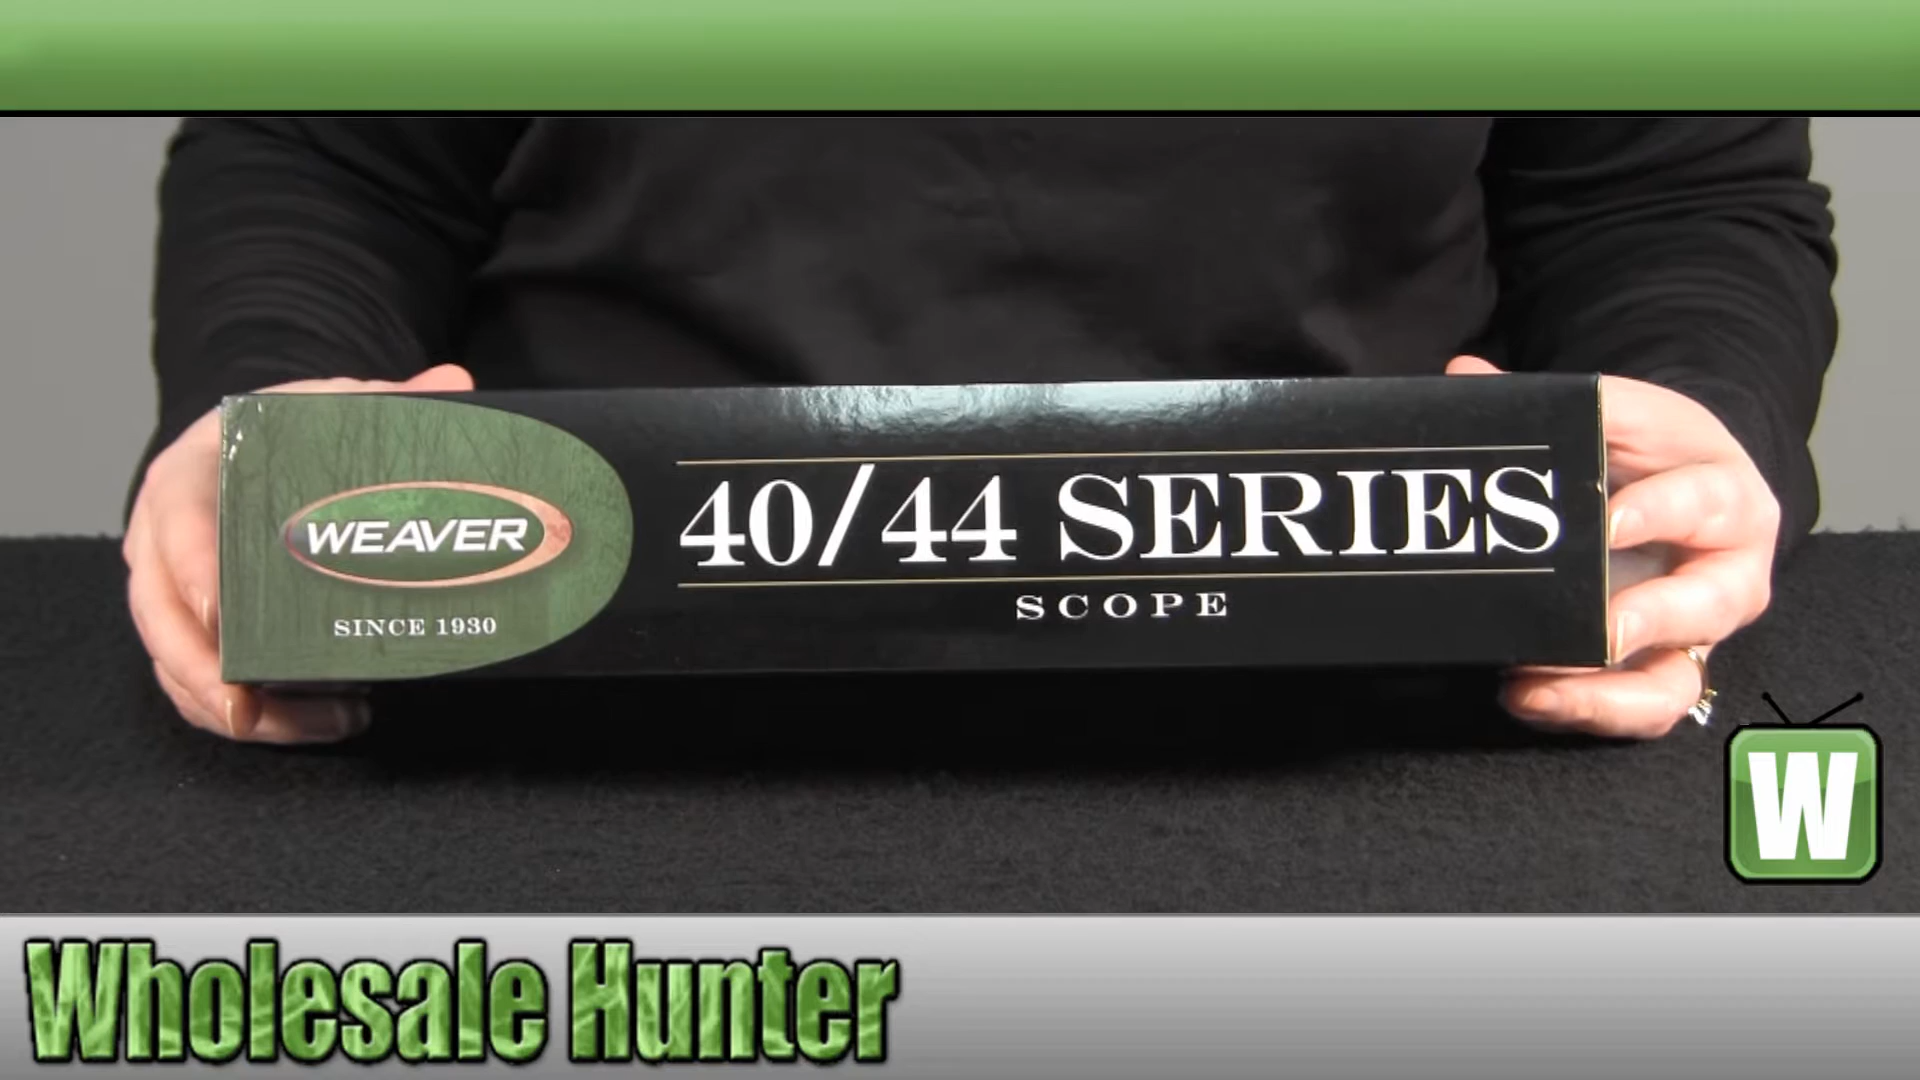 WEAVER
SINCE 1930
40/44 SERIES
SCOPE
W
Wholesale Hunter